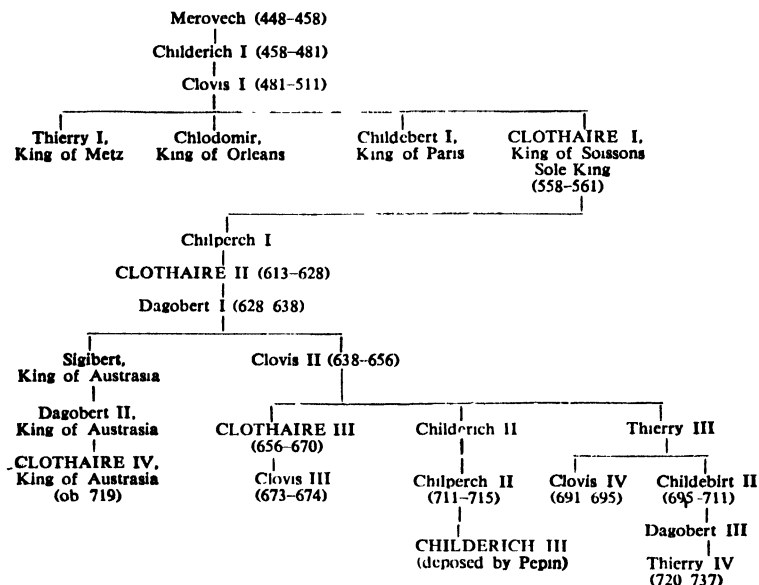 Merovech (448-458)
Childerich I (458-481)
Clovis I (481-511)
Thierry I,
King of Metz
Chlodomir,
King of Orleans
Childebert I,
King of Paris
CLOTHAIRE I,
King of Soissons
Sole King
(558-561)
Chilperch I
CLOTHAIRE II (613-628)
Dagobert I (628 638)
Sigibert,
King of Austrasia
Clovis II (638-656)
Dagobert II,
King of Austrasia
CLOTHAIRE III
(656-670)
Childerich II
Thierry III
CLOTHAIRE IV,
King of Austrasia
(ob 719)
Clovis III
(673-674)
Chilperch II
(711-715)
Clovis IV
(691 695)
Childebirt II
(695-711)
Dagobert III
CHILDERICH III
(deposed by Pepin)
Thierry IV
(720 737)